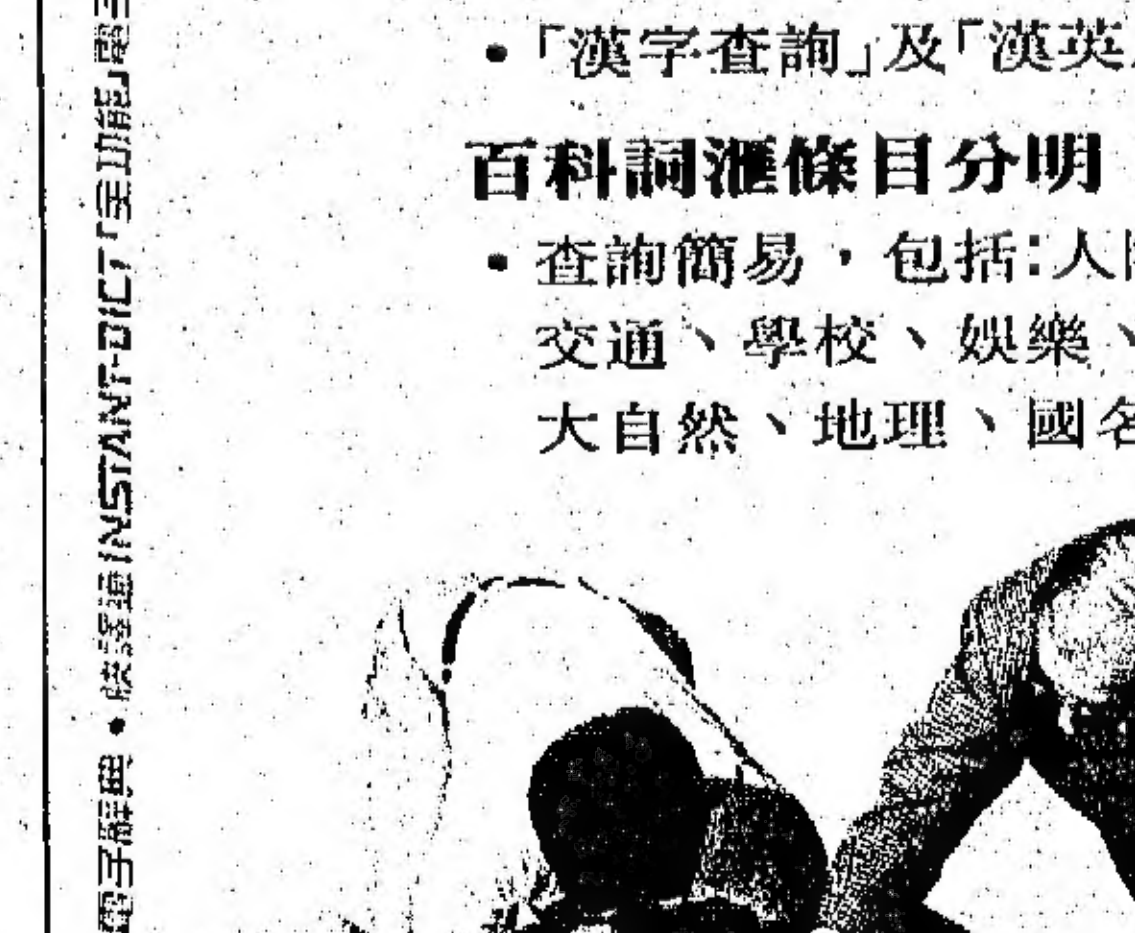 •「漢字查詢」及「漢英
百科詞滙條目分明
• 查詢簡易，包括:人
交通、學校、娛樂、
大自然、地理、國名
電子辭典 • 快譯通INSTANT-DICT「全功能」電子